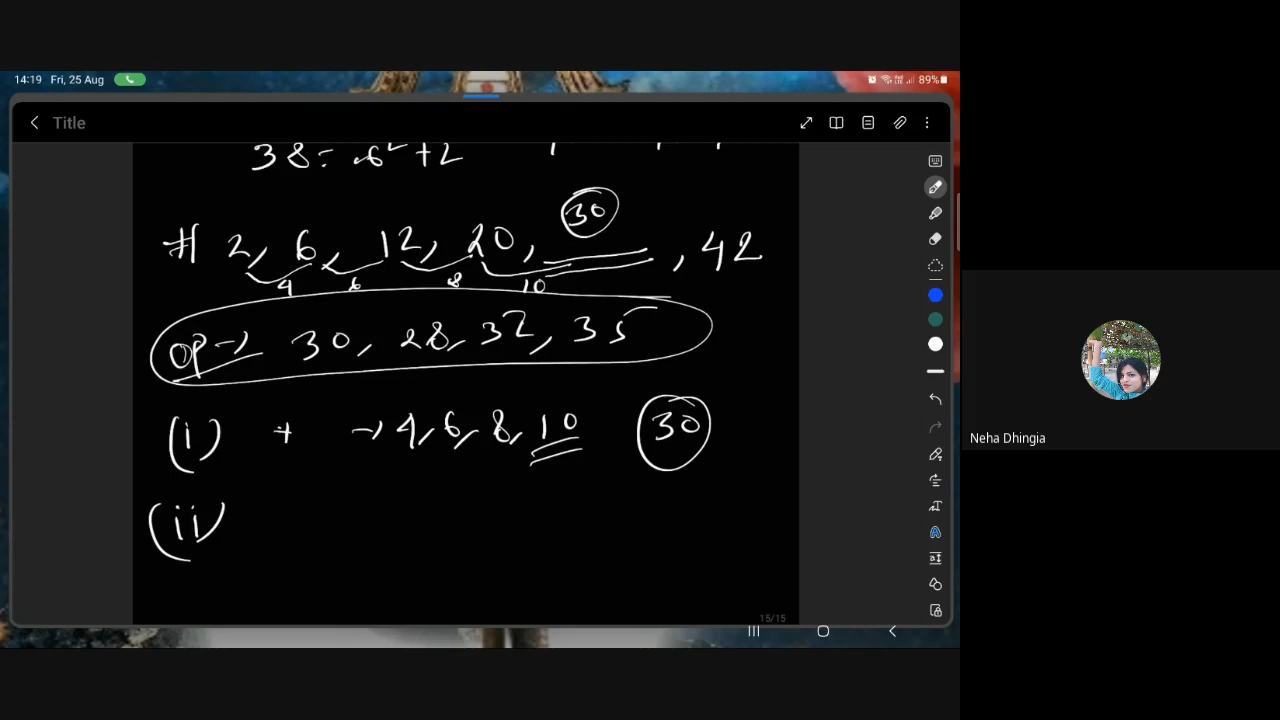 14:19 Fri, 25 Aug 89%
Title
38 = 6² + 2
30
# 2, 6, 12, 20, ____, 42
4 6 8 10
OP→ 30, 28, 32, 35
(i) + → 4, 6, 8, 10 30
(ii)
15/15
Neha Dhingia